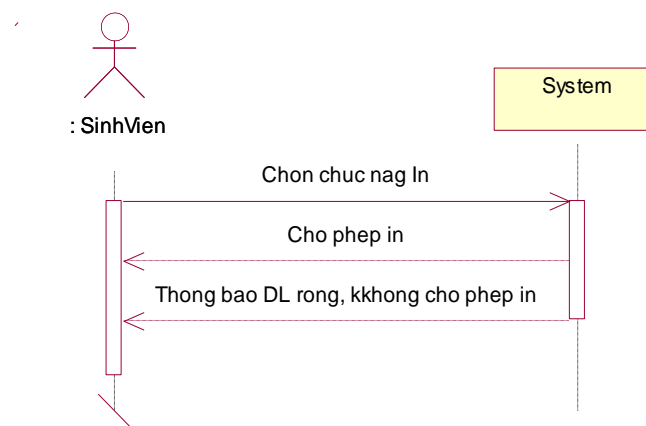 System
: SinhVien
Chon chuc nag In
Cho phep in
Thong bao DL rong, kkhong cho phep in